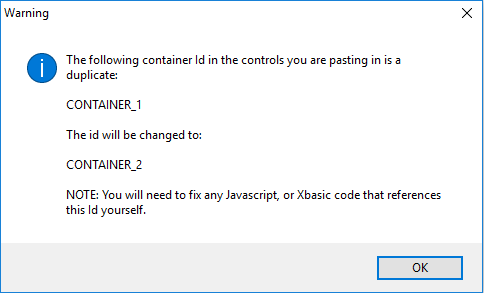 Warning
The following container Id in the controls you are pasting in is a
duplicate:
CONTAINER_1
The id will be changed to:
CONTAINER_2
NOTE: You will need to fix any Javascript, or Xbasic code that references
this Id yourself.
OK